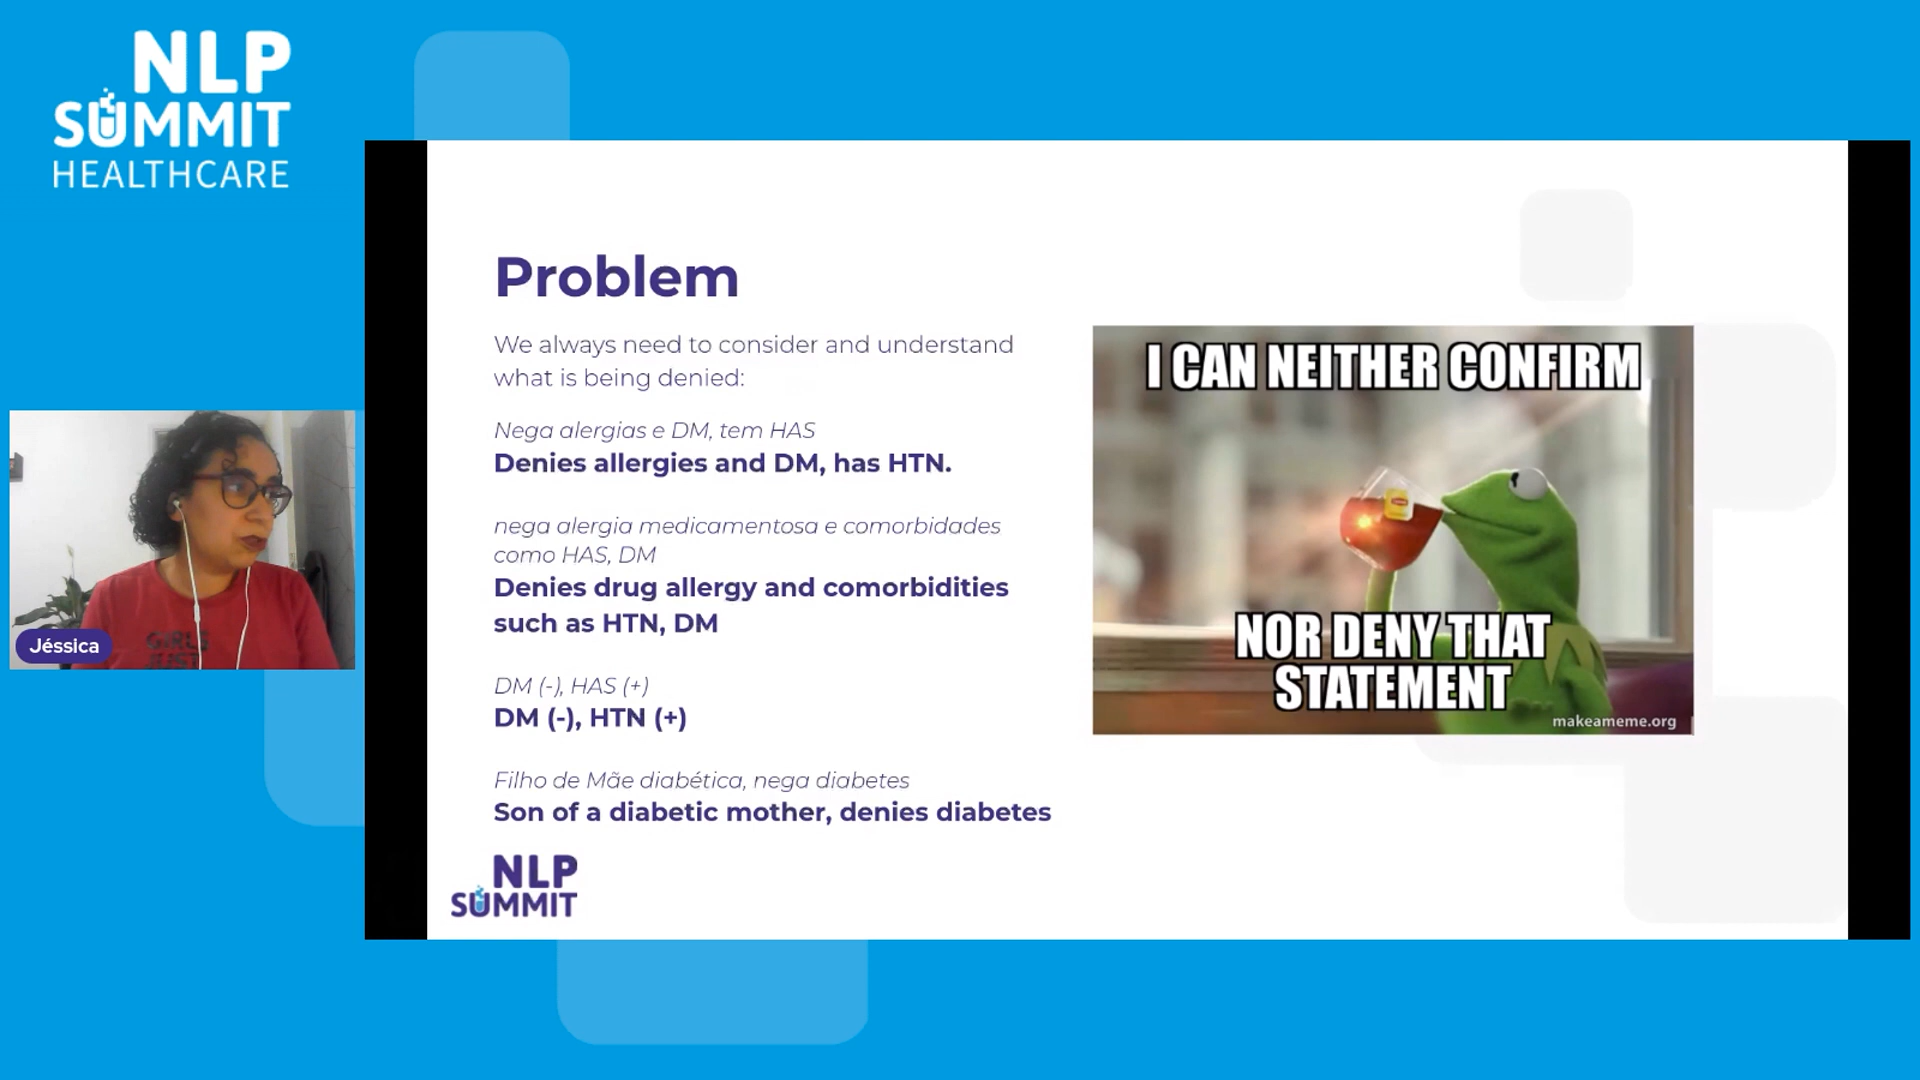 NLP
SUMMIT
HEALTHCARE
Problem
We always need to consider and understand
what is being denied:
Nega alergias e DM, tem HAS
Denies allergies and DM, has HTN.
nega alergia medicamentosa e comorbidades
como HAS, DM
Denies drug allergy and comorbidities
such as HTN, DM
DM (-), HAS (+)
DM (-), HTN (+)
Filho de Mãe diabética, nega diabetes
Son of a diabetic mother, denies diabetes
NLP
SUMMIT
I CAN NEITHER CONFIRM
NOR DENY THAT
STATEMENT
makeameme.org
GIRLS
JUST
Jéssica